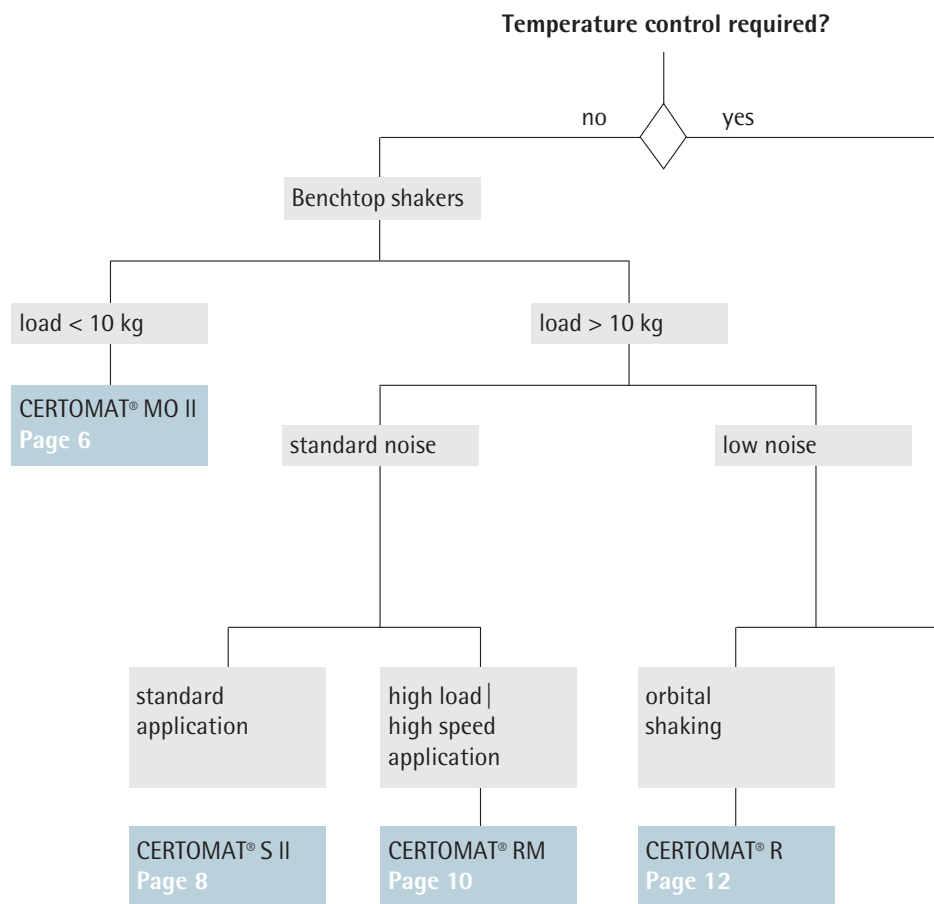 Temperature control required?
no
yes
Benchtop shakers
load < 10 kg
load > 10 kg
CERTOMAT® MO II
Page 6
standard noise
low noise
standard
application
high load|
high speed
application
orbital
shaking
CERTOMAT® S II
Page 8
CERTOMAT® RM
Page 10
CERTOMAT® R
Page 12